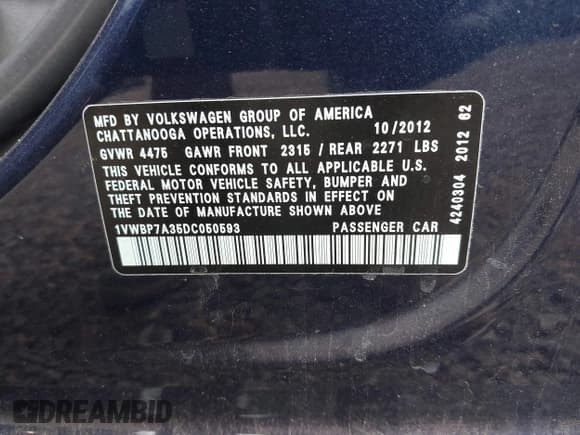 MFD BY VOLKSWAGEN GROUP OF AMERICA
CHATTANOOGA OPERATIONS, LLC. 10/2012
GVWR 4475 GAWR FRONT 2315 / REAR 2271 LBS
THIS VEHICLE CONFORMS TO ALL APPLICABLE U.S.
FEDERAL MOTOR VEHICLE SAFETY, BUMPER AND
THEFT PREVENTION STANDARDS IN EFFECT ON
THE DATE OF MANUFACTURE SHOWN ABOVE.
1VWBP7A35DC050593 PASSENGER CAR
4240304 2012 62
DREAMBID